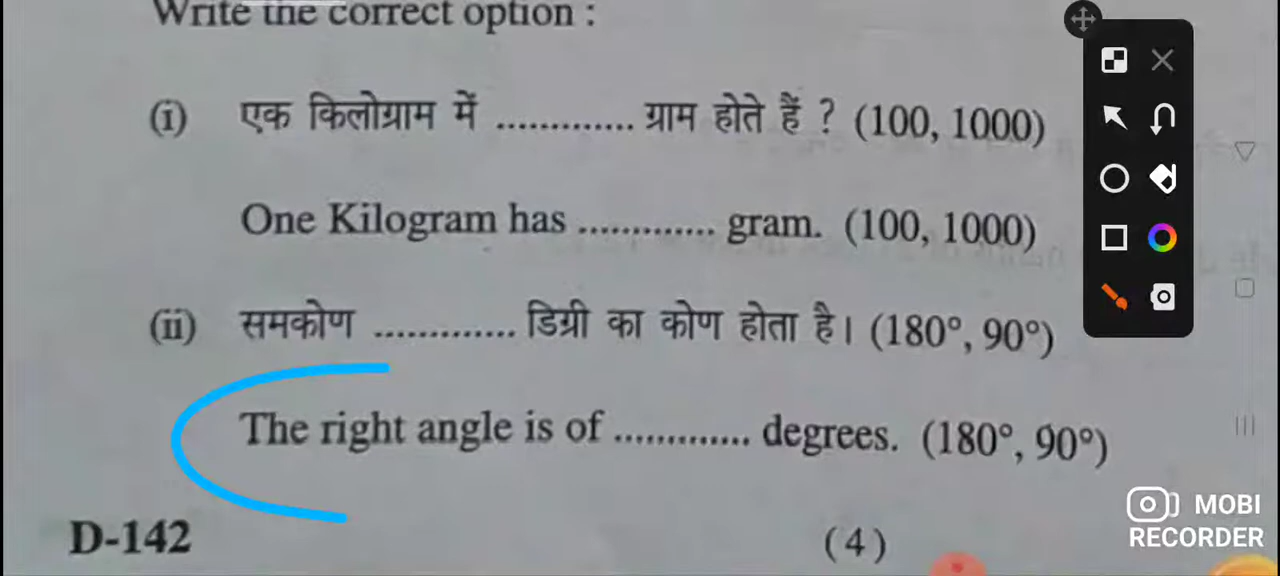 Write the correct option :
(i) एक किलोग्राम में ............. ग्राम होते हैं ? (100, 1000)
One Kilogram has ............. gram. (100, 1000)
(ii) समकोण ............. डिग्री का कोण होता है। (180°, 90°)
The right angle is of ............. degrees. (180°, 90°)
D-142 (4)
MOBI
RECORDER